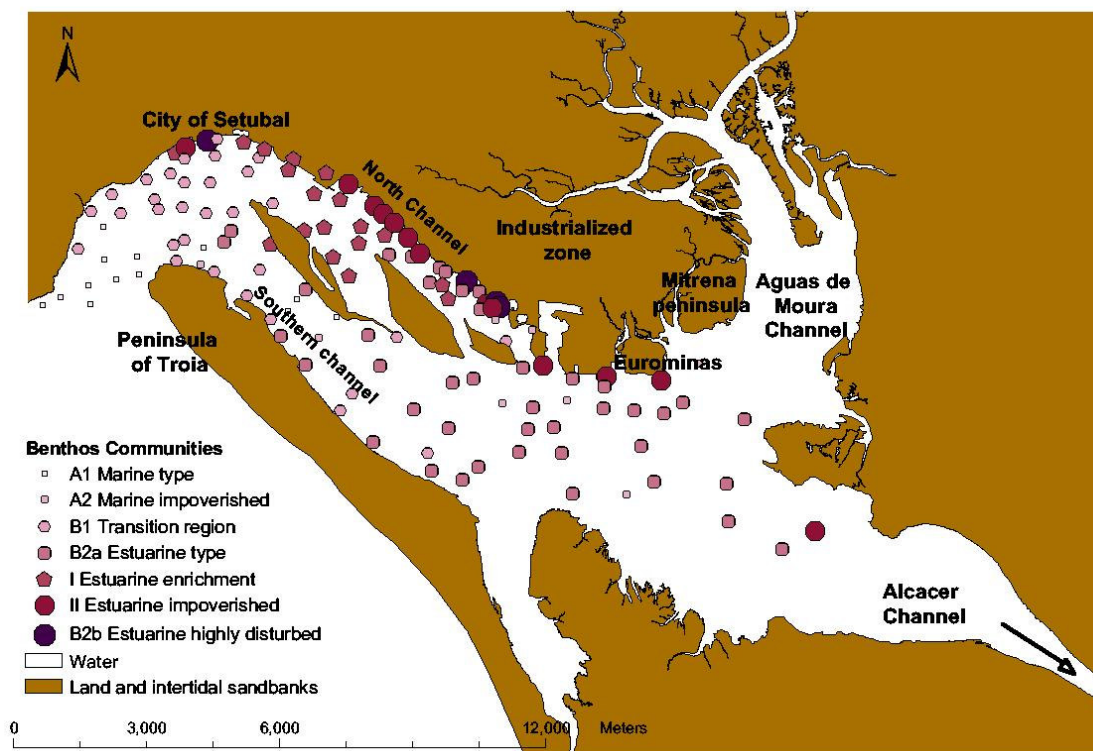 N
City of Setubal
North Channel
Industrialized
zone
Mitrena
peninsula
Aguas de
Moura
Channel
Southern channel
Peninsula
of Troia
Eurominas
Benthos Communities
A1 Marine type
A2 Marine impoverished
B1 Transition region
B2a Estuarine type
I Estuarine enrichment
II Estuarine impoverished
B2b Estuarine highly disturbed
Water
Land and intertidal sandbanks
Alcacer
Channel
0 3,000 6,000 12,000 Meters